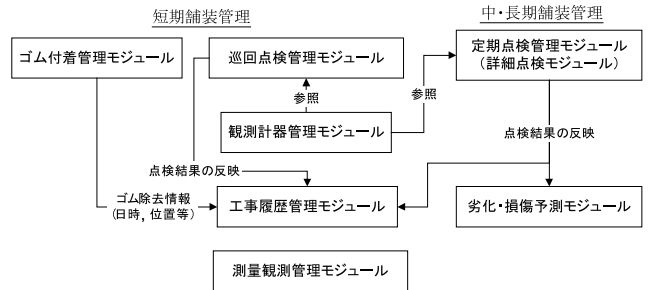 短期舗装管理
中・長期舗装管理
ゴム付着管理モジュール
巡回点検管理モジュール
定期点検管理モジュール
(詳細点検モジュール)
参照
参照
観測計器管理モジュール
点検結果の反映
点検結果の反映
ゴム除去情報
(日時, 位置等)
工事履歴管理モジュール
劣化・損傷予測モジュール
測量観測管理モジュール